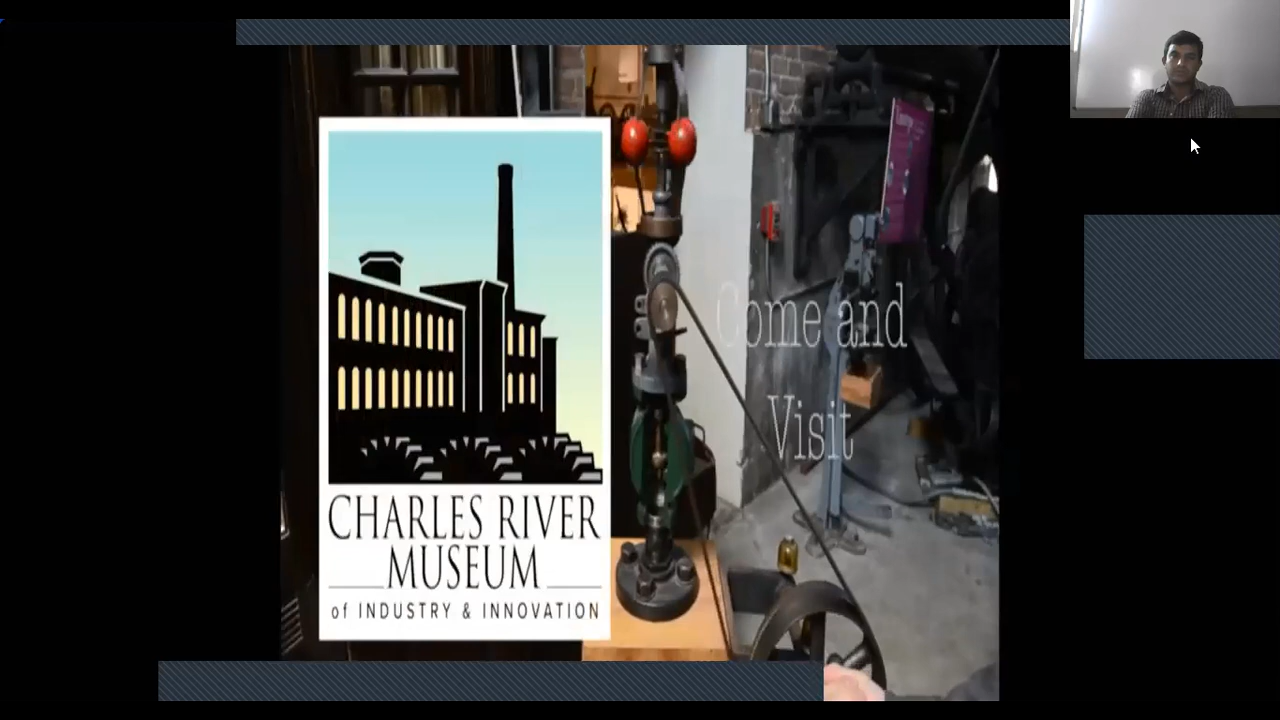 CHARLES RIVER
MUSEUM
of INDUSTRY & INNOVATION
Come and
Visit